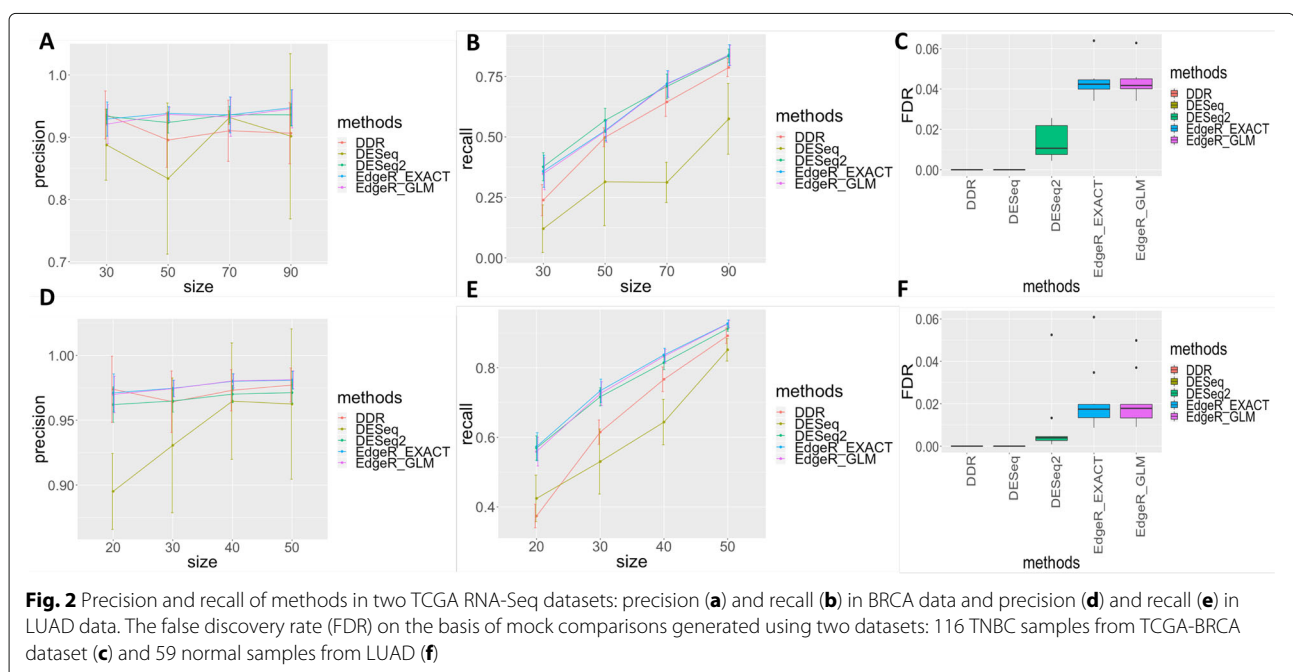 A
precision
1.0
0.9
0.8
0.7
30 50 70 90
size
methods
DDR
DESeq
DESeq2
EdgeR_EXACT
EdgeR_GLM
B
recall
0.75
0.50
0.25
0.00
30 50 70 90
size
methods
DDR
DESeq
DESeq2
EdgeR_EXACT
EdgeR_GLM
C
FDR
0.06
0.04
0.02
0.00
DDR
DESeq
DESeq2
EdgeR_EXACT
EdgeR_GLM
methods
methods
DDR
DESeq
DESeq2
EdgeR_EXACT
EdgeR_GLM
D
precision
1.00
0.95
0.90
20 30 40 50
size
methods
DDR
DESeq
DESeq2
EdgeR_EXACT
EdgeR_GLM
E
recall
0.8
0.6
0.4
20 30 40 50
size
methods
DDR
DESeq
DESeq2
EdgeR_EXACT
EdgeR_GLM
F
FDR
0.06
0.04
0.02
0.00
DDR
DESeq
DESeq2
EdgeR_EXACT
EdgeR_GLM
methods
methods
DDR
DESeq
DESeq2
EdgeR_EXACT
EdgeR_GLM
Fig. 2 Precision and recall of methods in two TCGA RNA-Seq datasets: precision (a) and recall (b) in BRCA data and precision (d) and recall (e) in
LUAD data. The false discovery rate (FDR) on the basis of mock comparisons generated using two datasets: 116 TNBC samples from TCGA-BRCA
dataset (c) and 59 normal samples from LUAD (f)